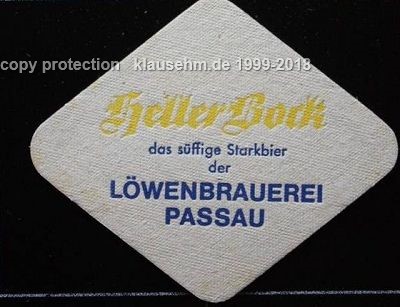 copy protection klausehm.de 1999-2018
Heller Bock
das süffige Starkbier
der
LÖWENBRAUEREI
PASSAU